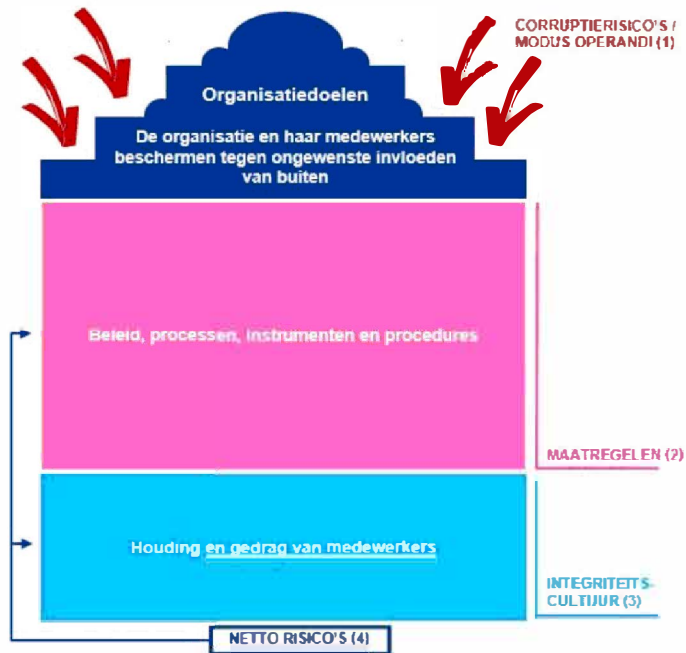 CORRUPTIERISICO'S /
MODUS OPERANDI (1)
Organisatiedoelen
De organisatie en haar medewerkers
beschermen tegen ongewenste invloeden
van buiten
Beleid, processen, instrumenten en procedures
MAATREGELEN (2)
Houding en gedrag van medewerkers
INTEGRITEITS-
CULTIJUR (3)
NETTO RISICO'S (4)